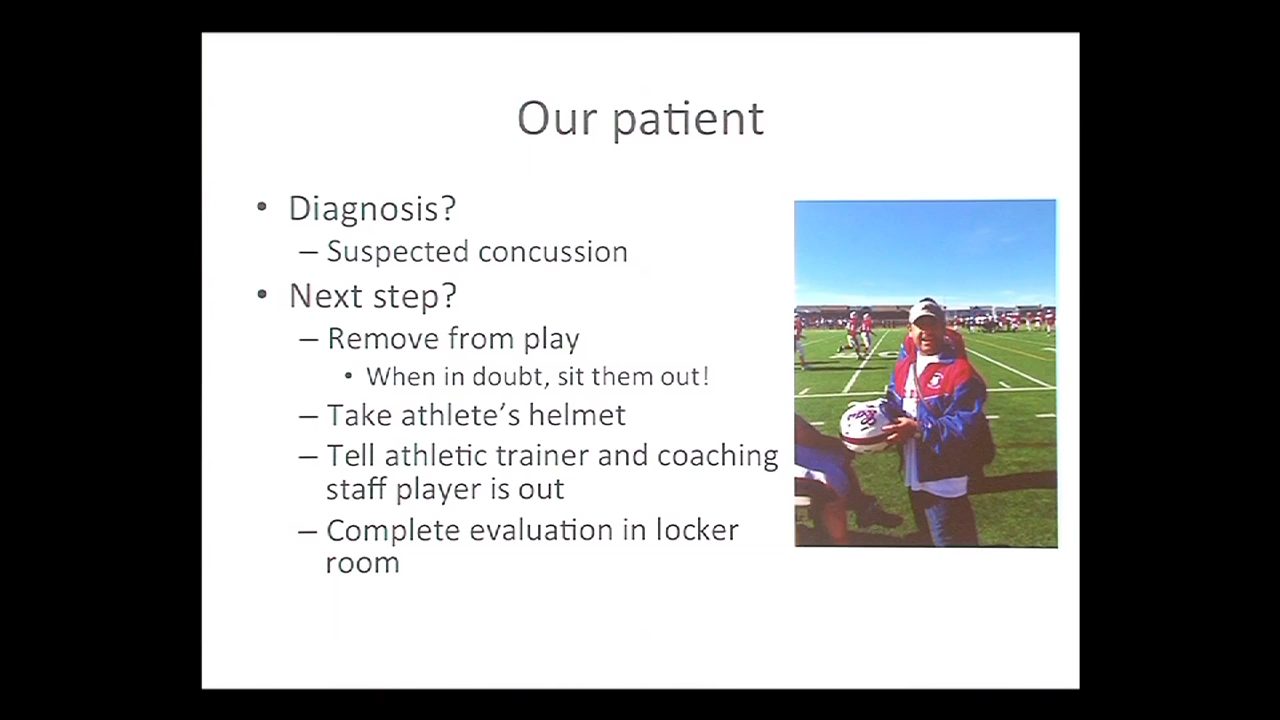 Our patient
• Diagnosis?
– Suspected concussion
• Next step?
– Remove from play
• When in doubt, sit them out!
– Take athlete’s helmet
– Tell athletic trainer and coaching
staff player is out
– Complete evaluation in locker
room